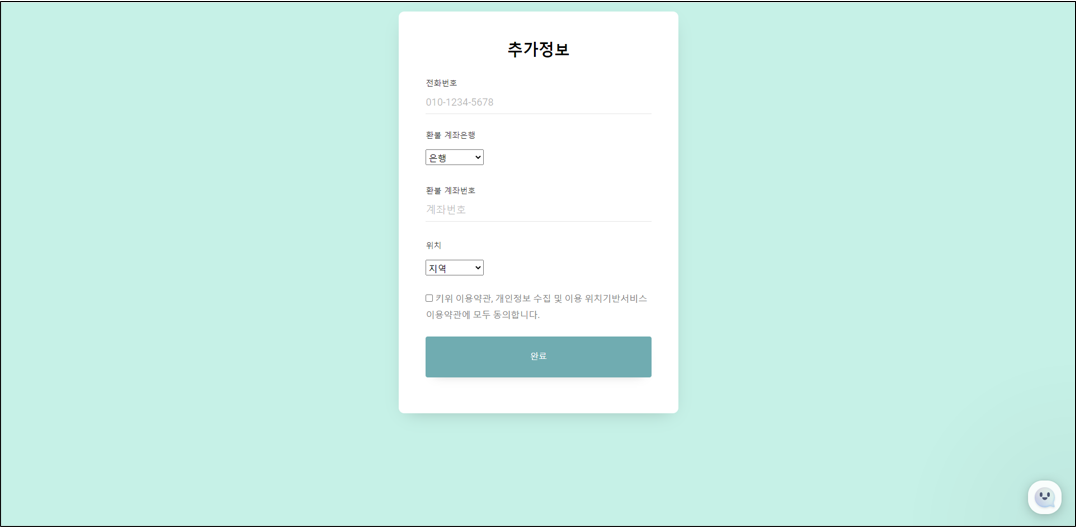 추가정보
전화번호
010-1234-5678
환불 계좌은행
은행
환불 계좌번호
계좌번호
위치
지역
키위 이용약관, 개인정보 수집 및 이용 위치기반서비스
이용약관에 모두 동의합니다.
완료